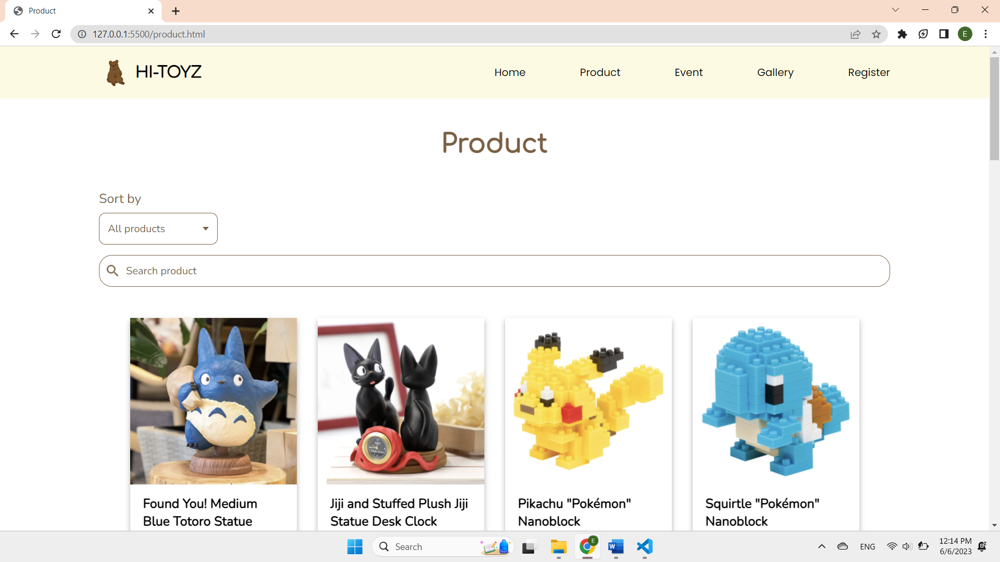 Product
127.0.0.1:5500/product.html
E
HI-TOYZ
Home
Product
Event
Gallery
Register
Product
Sort by
All products
Search product
Found You! Medium
Blue Totoro Statue
Jiji and Stuffed Plush Jiji
Statue Desk Clock
Pikachu "Pokémon"
Nanoblock
Squirtle "Pokémon"
Nanoblock
Search
E
W
ENG
12:14 PM
6/6/2023